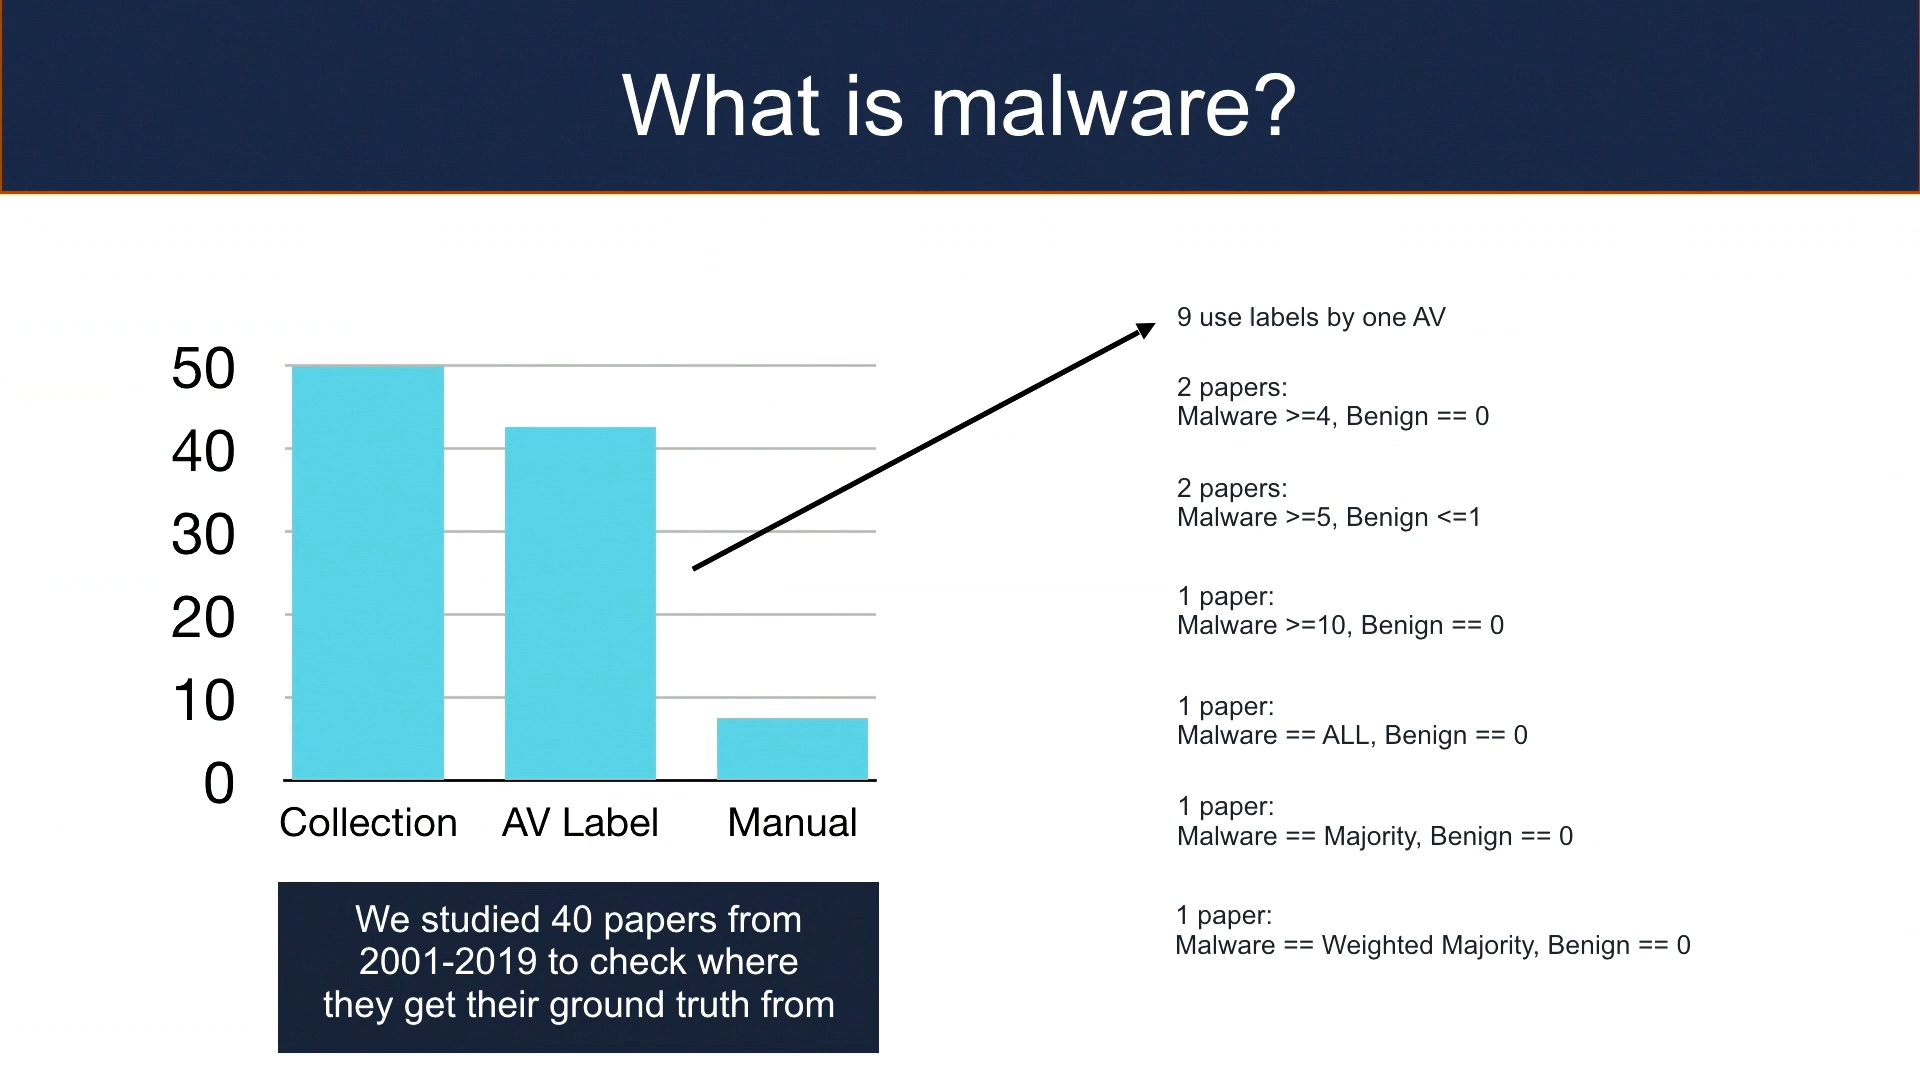 What is malware?
50
40
30
20
10
0
Collection
AV Label
Manual
We studied 40 papers from
2001-2019 to check where
they get their ground truth from
9 use labels by one AV
2 papers:
Malware >=4, Benign == 0
2 papers:
Malware >=5, Benign <=1
1 paper:
Malware >=10, Benign == 0
1 paper:
Malware == ALL, Benign == 0
1 paper:
Malware == Majority, Benign == 0
1 paper:
Malware == Weighted Majority, Benign == 0